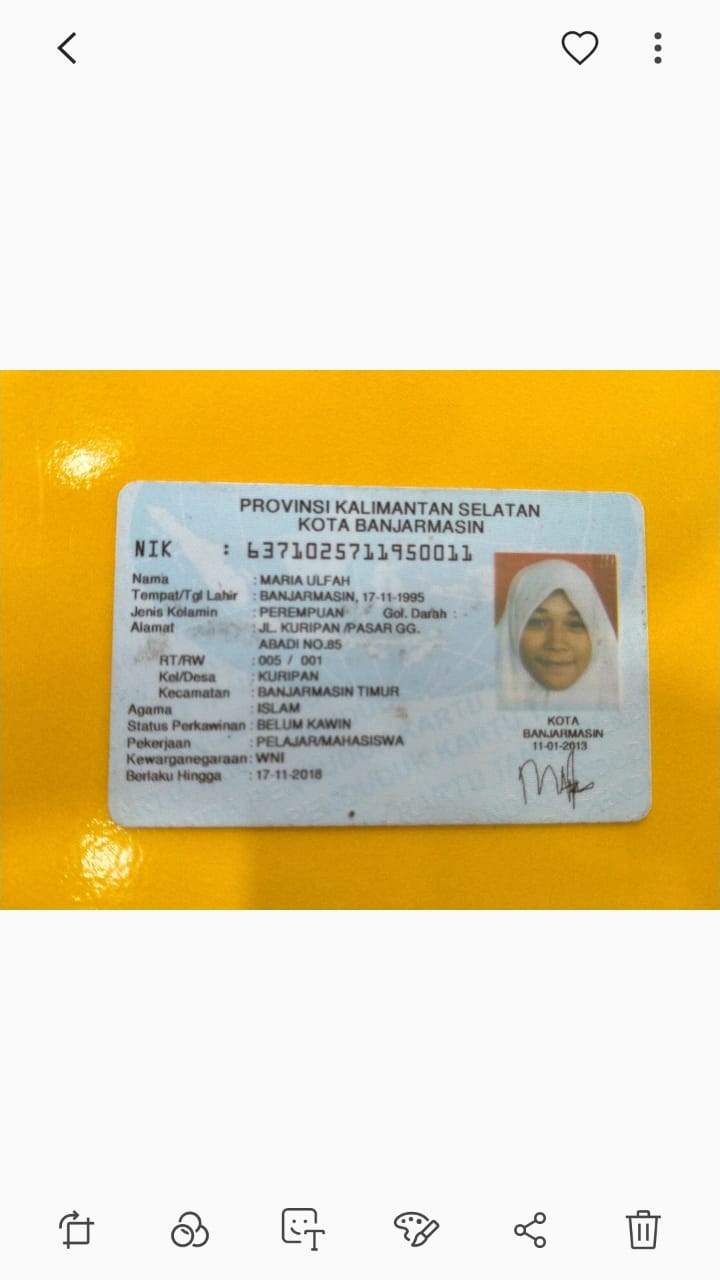 PROVINSI KALIMANTAN SELATAN
KOTA BANJARMASIN
NIK : 6371025711950011
Nama : MARIA ULFAH
Tempat/Tgl Lahir : BANJARMASIN, 17-11-1995
Jenis Kelamin : PEREMPUAN Gol. Darah : -
Alamat : JL. KURIPAN /PASAR GG.
ABADI NO.85
RT/RW : 005 / 001
Kel/Desa : KURIPAN
Kecamatan : BANJARMASIN TIMUR
Agama : ISLAM
Status Perkawinan : BELUM KAWIN
Pekerjaan : PELAJAR/MAHASISWA
Kewarganegaraan: WNI
Berlaku Hingga : 17-11-2018
KOTA
BANJARMASIN
11-01-2013